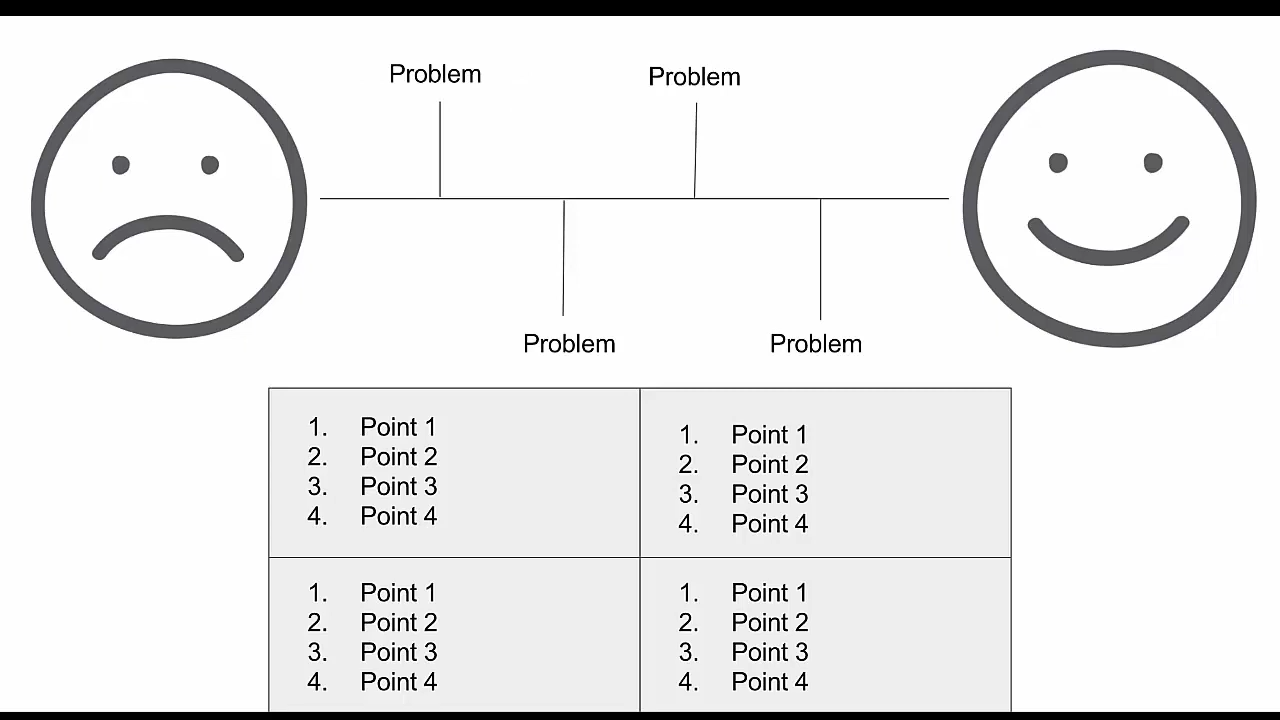 Problem
Problem
Problem
Problem
1. Point 1
2. Point 2
3. Point 3
4. Point 4
1. Point 1
2. Point 2
3. Point 3
4. Point 4
1. Point 1
2. Point 2
3. Point 3
4. Point 4
1. Point 1
2. Point 2
3. Point 3
4. Point 4